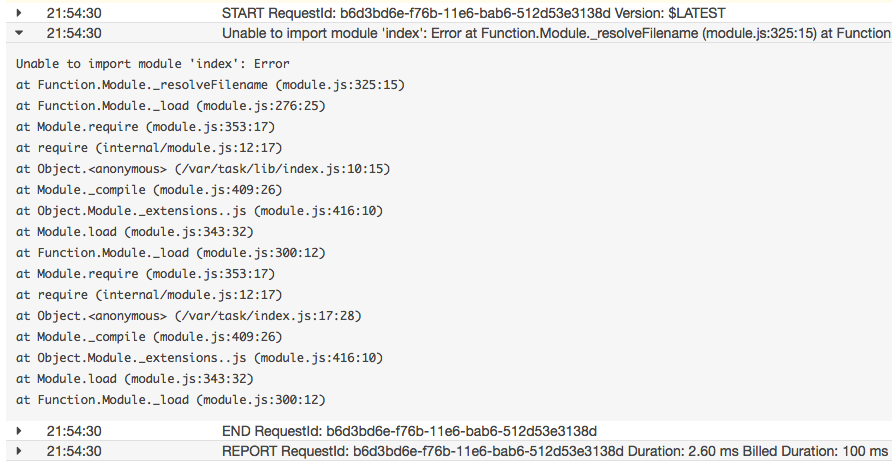 21:54:30 START RequestId: b6d3bd6e-f76b-11e6-bab6-512d53e3138d Version: $LATEST
21:54:30 Unable to import module 'index': Error at Function.Module._resolveFilename (module.js:325:15) at Function
Unable to import module 'index': Error
at Function.Module._resolveFilename (module.js:325:15)
at Function.Module._load (module.js:276:25)
at Module.require (module.js:353:17)
at require (internal/module.js:12:17)
at Object.<anonymous> (/var/task/lib/index.js:10:15)
at Module._compile (module.js:409:26)
at Object.Module._extensions..js (module.js:416:10)
at Module.load (module.js:343:32)
at Function.Module._load (module.js:300:12)
at Module.require (module.js:353:17)
at require (internal/module.js:12:17)
at Object.<anonymous> (/var/task/index.js:17:28)
at Module._compile (module.js:409:26)
at Object.Module._extensions..js (module.js:416:10)
at Module.load (module.js:343:32)
at Function.Module._load (module.js:300:12)
21:54:30 END RequestId: b6d3bd6e-f76b-11e6-bab6-512d53e3138d
21:54:30 REPORT RequestId: b6d3bd6e-f76b-11e6-bab6-512d53e3138d Duration: 2.60 ms Billed Duration: 100 ms